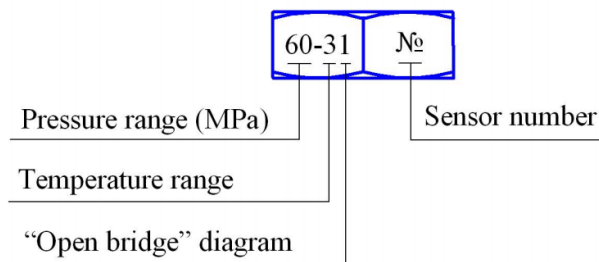 60-31 №
Pressure range (MPa) Sensor number
Temperature range
“Open bridge” diagram